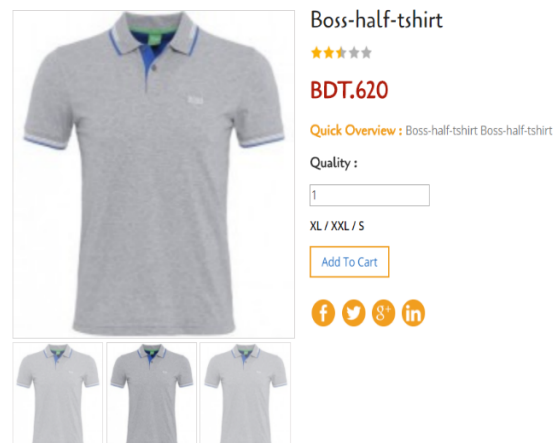 Boss-half-tshirt
BDT.620
Quick Overview : Boss-half-tshirt Boss-half-tshirt
Quality :
1
XL / XXL / S
Add To Cart
f g+ in